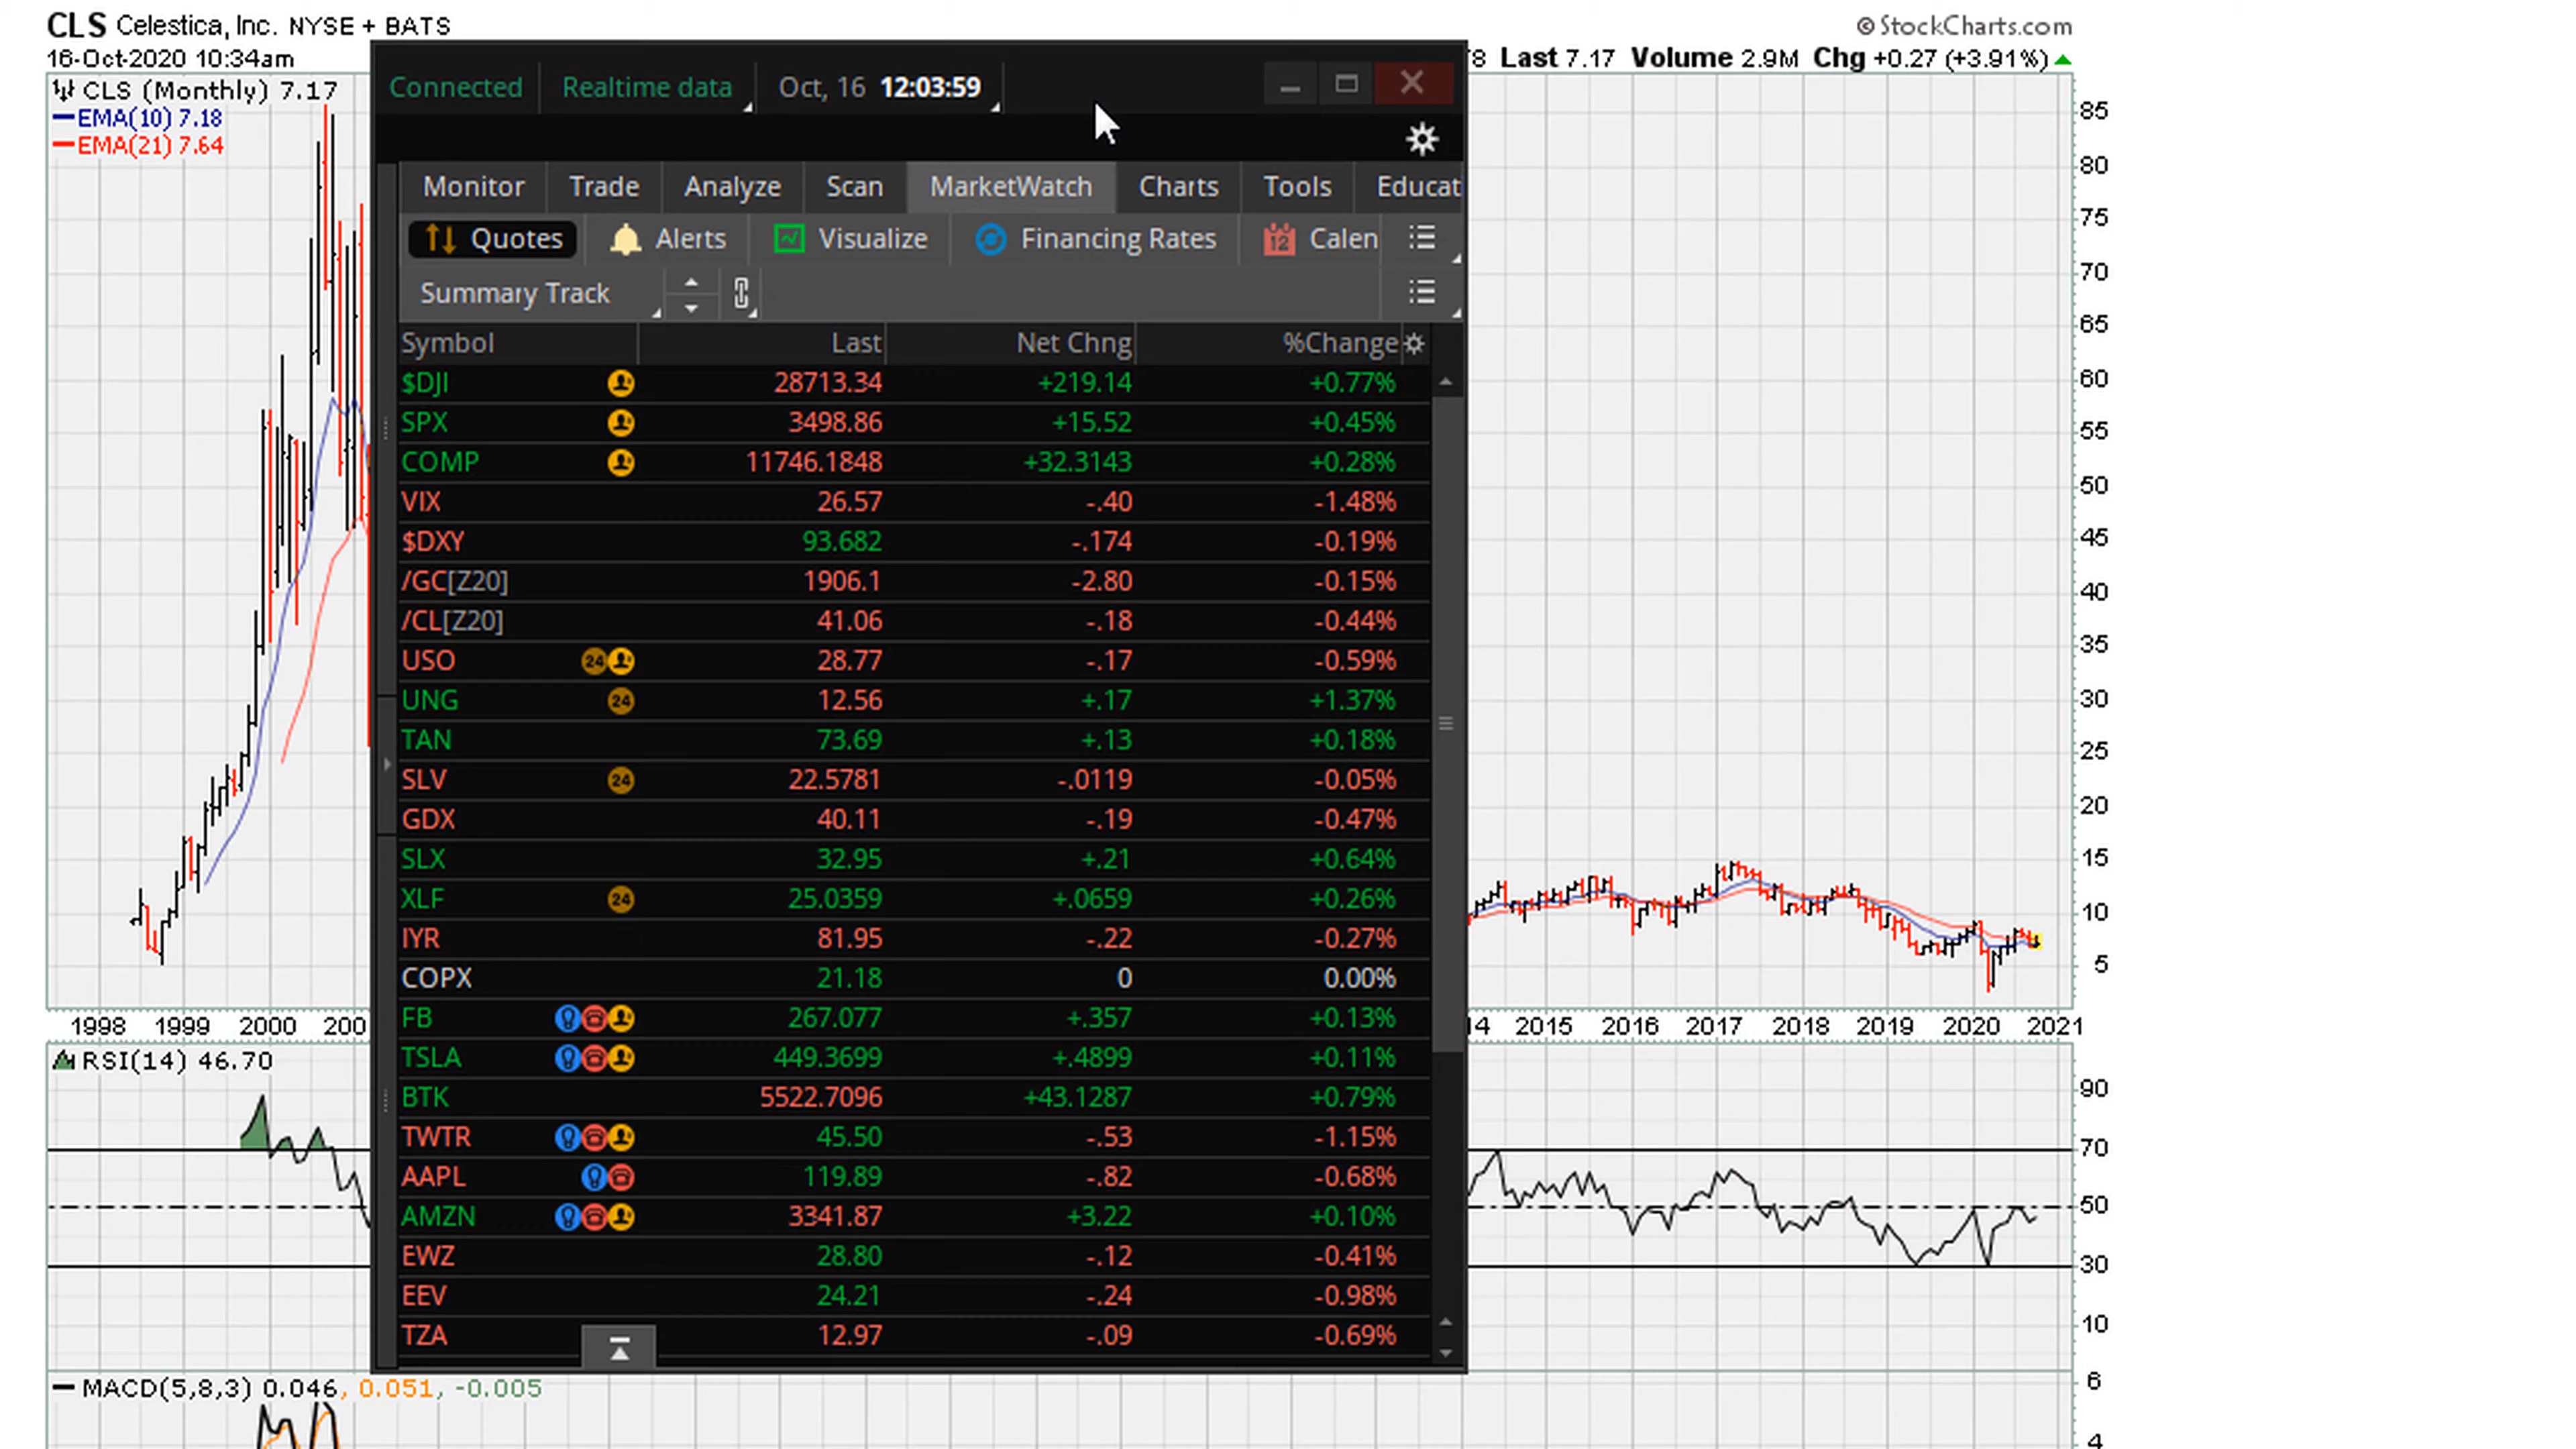 CLS Celestica, Inc. NYSE + BATS
© StockCharts.com
16-Oct-2020 10:34am
Last 7.17 Volume 2.9M Chg +0.27 (+3.91%)
CLS (Monthly) 7.17
EMA(10) 7.18
EMA(21) 7.64
Connected Realtime data Oct, 16 12:03:59
Monitor Trade Analyze Scan MarketWatch Charts Tools Educat
Quotes Alerts Visualize Financing Rates 12 Calen
Summary Track
Symbol Last Net Chng %Change
$DJI 28713.34 +219.14 +0.77%
SPX 3498.86 +15.52 +0.45%
COMP 11746.1848 +32.3143 +0.28%
VIX 26.57 -.40 -1.48%
$DXY 93.682 -.174 -0.19%
/GC[Z20] 1906.1 -2.80 -0.15%
/CL[Z20] 41.06 -.18 -0.44%
USO 24 28.77 -.17 -0.59%
UNG 24 12.56 +.17 +1.37%
TAN 73.69 +.13 +0.18%
SLV 24 22.5781 -.0119 -0.05%
GDX 40.11 -.19 -0.47%
SLX 32.95 +.21 +0.64%
XLF 24 25.0359 +.0659 +0.26%
IYR 81.95 -.22 -0.27%
COPX 21.18 0 0.00%
FB 267.077 +.357 +0.13%
TSLA 449.3699 +.4899 +0.11%
BTK 5522.7096 +43.1287 +0.79%
TWTR 45.50 -.53 -1.15%
AAPL 119.89 -.82 -0.68%
AMZN 3341.87 +3.22 +0.10%
EWZ 28.80 -.12 -0.41%
EEV 24.21 -.24 -0.98%
TZA 12.97 -.09 -0.69%
85
80
75
70
65
60
55
50
45
40
35
30
25
20
15
10
5
1998 1999 2000 200 14 2015 2016 2017 2018 2019 2020 2021
RSI(14) 46.70
90
70
50
30
10
MACD(5,8,3) 0.046, 0.051, -0.005
6
4